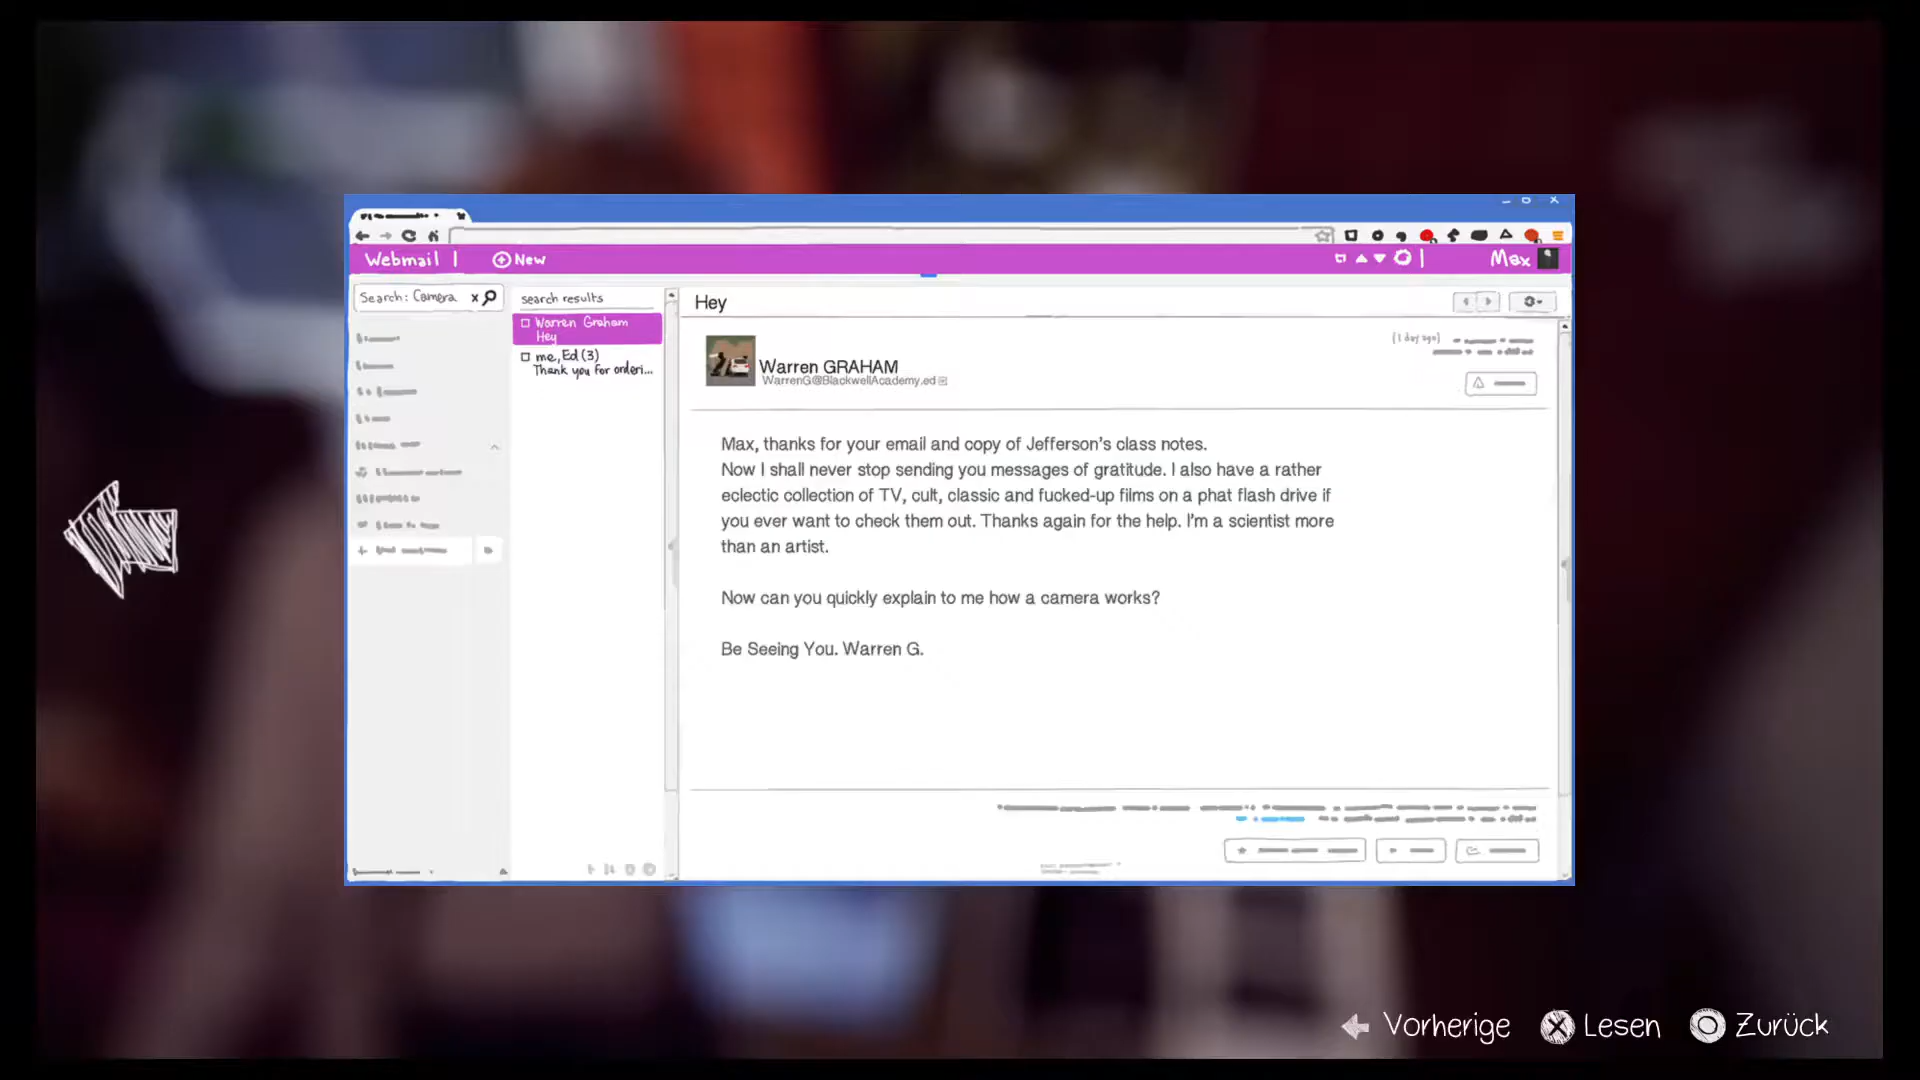 Webmail | New
Max
Search: Camera x
search results
Warren Graham
Hey
me, Ed (3)
Thank you for orderi...
Hey
[1 day ago]
Warren GRAHAM
WarrenG@BlackwellAcademy.ed
Max, thanks for your email and copy of Jefferson's class notes.
Now I shall never stop sending you messages of gratitude. I also have a rather
eclectic collection of TV, cult, classic and fucked-up films on a phat flash drive if
you ever want to check them out. Thanks again for the help. I'm a scientist more
than an artist.
Now can you quickly explain to me how a camera works?
Be Seeing You. Warren G.
Vorherige
Lesen
Zurück